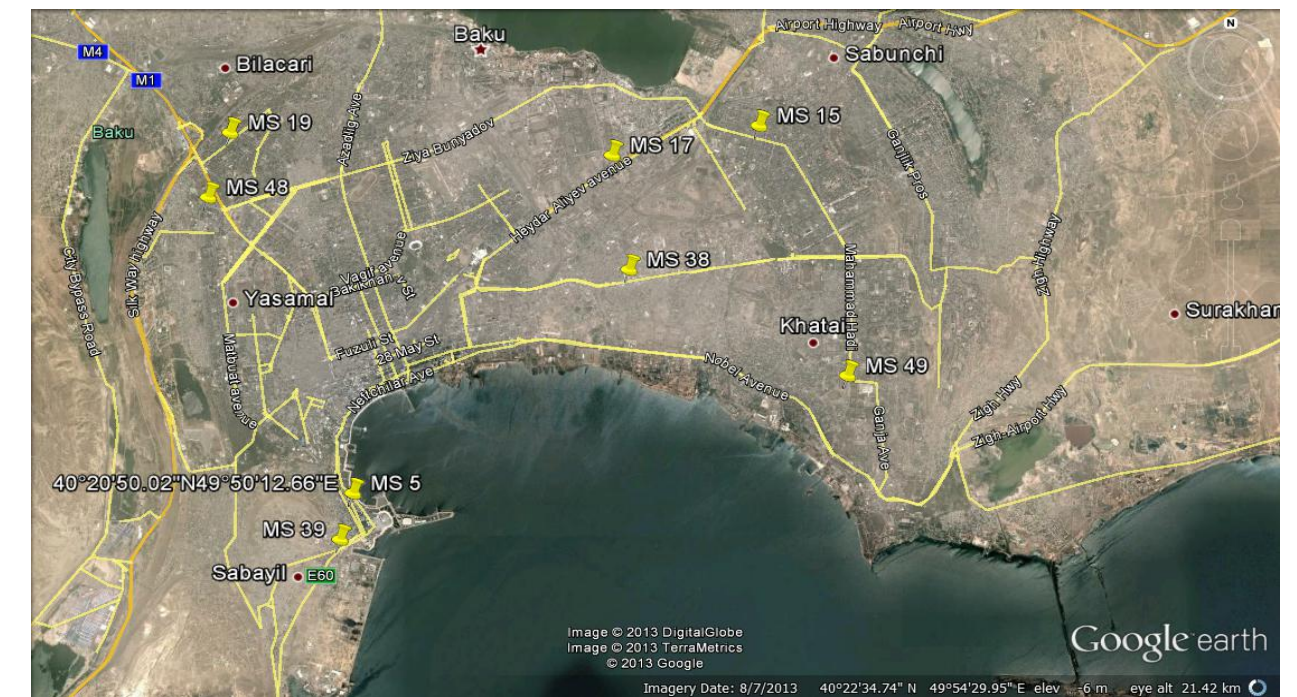 Airport Highway
Airport Hwy
N
Baku
M4
Bilacari
Sabunchi
M1
MS 19
MS 15
Baku
Azadlig Ave
Ziya Bunyadov
MS 17
Ganjlik Pros
MS 48
Heydar Aliyev avenue
City Bypass Road
Silk Way highway
Vagif avenue
Bakikhanov St
MS 38
Mahammad Hadi
Zigh Highway
Yasamal
Surakhan
Khatai
Fuzuli St
28 May St
Matbuat avenue
Neftchilar Ave
Nobel Avenue
MS 49
Zigh Hwy
Ganja Ave
Zigh-Airport Hwy
40°20'50.02"N49°50'12.66"E
MS 5
MS 39
Sabayil
E60
Image © 2013 DigitalGlobe
Image © 2013 TerraMetrics
© 2013 Google
Google earth
Imagery Date: 8/7/2013 40°22'34.74" N 49°54'29.95" E elev -6 m eye alt 21.42 km